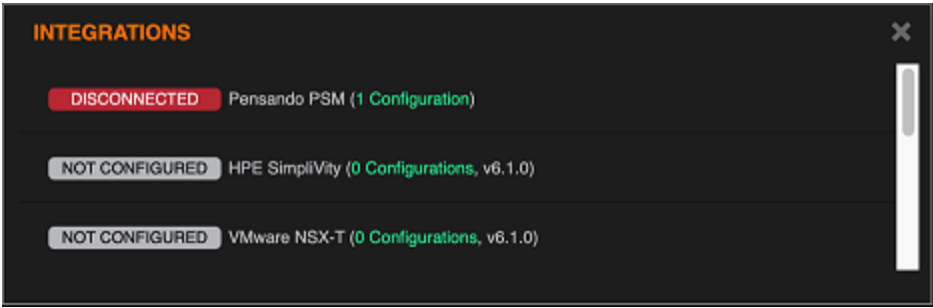 INTEGRATIONS
DISCONNECTED Pensando PSM (1 Configuration)
NOT CONFIGURED HPE SimpliVity (0 Configurations, v6.1.0)
NOT CONFIGURED VMware NSX-T (0 Configurations, v6.1.0)